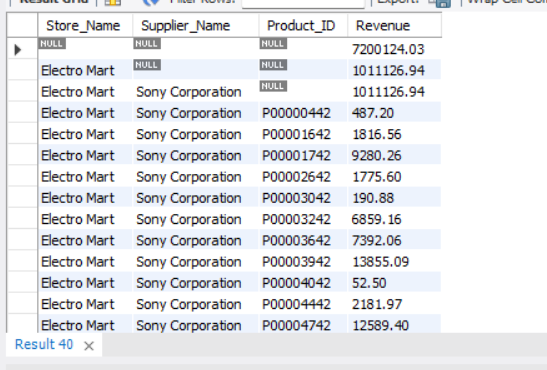 Result Grid Filter Rows: Export: Wrap Cell Con
Store_Name Supplier_Name Product_ID Revenue
NULL NULL NULL 7200124.03
Electro Mart NULL NULL 1011126.94
Electro Mart Sony Corporation NULL 1011126.94
Electro Mart Sony Corporation P00000442 487.20
Electro Mart Sony Corporation P00001642 1816.56
Electro Mart Sony Corporation P00001742 9280.26
Electro Mart Sony Corporation P00002642 1775.60
Electro Mart Sony Corporation P00003042 190.88
Electro Mart Sony Corporation P00003242 6859.16
Electro Mart Sony Corporation P00003642 7392.06
Electro Mart Sony Corporation P00003942 13855.09
Electro Mart Sony Corporation P00004042 52.50
Electro Mart Sony Corporation P00004442 2181.97
Electro Mart Sony Corporation P00004742 12589.40
Result 40